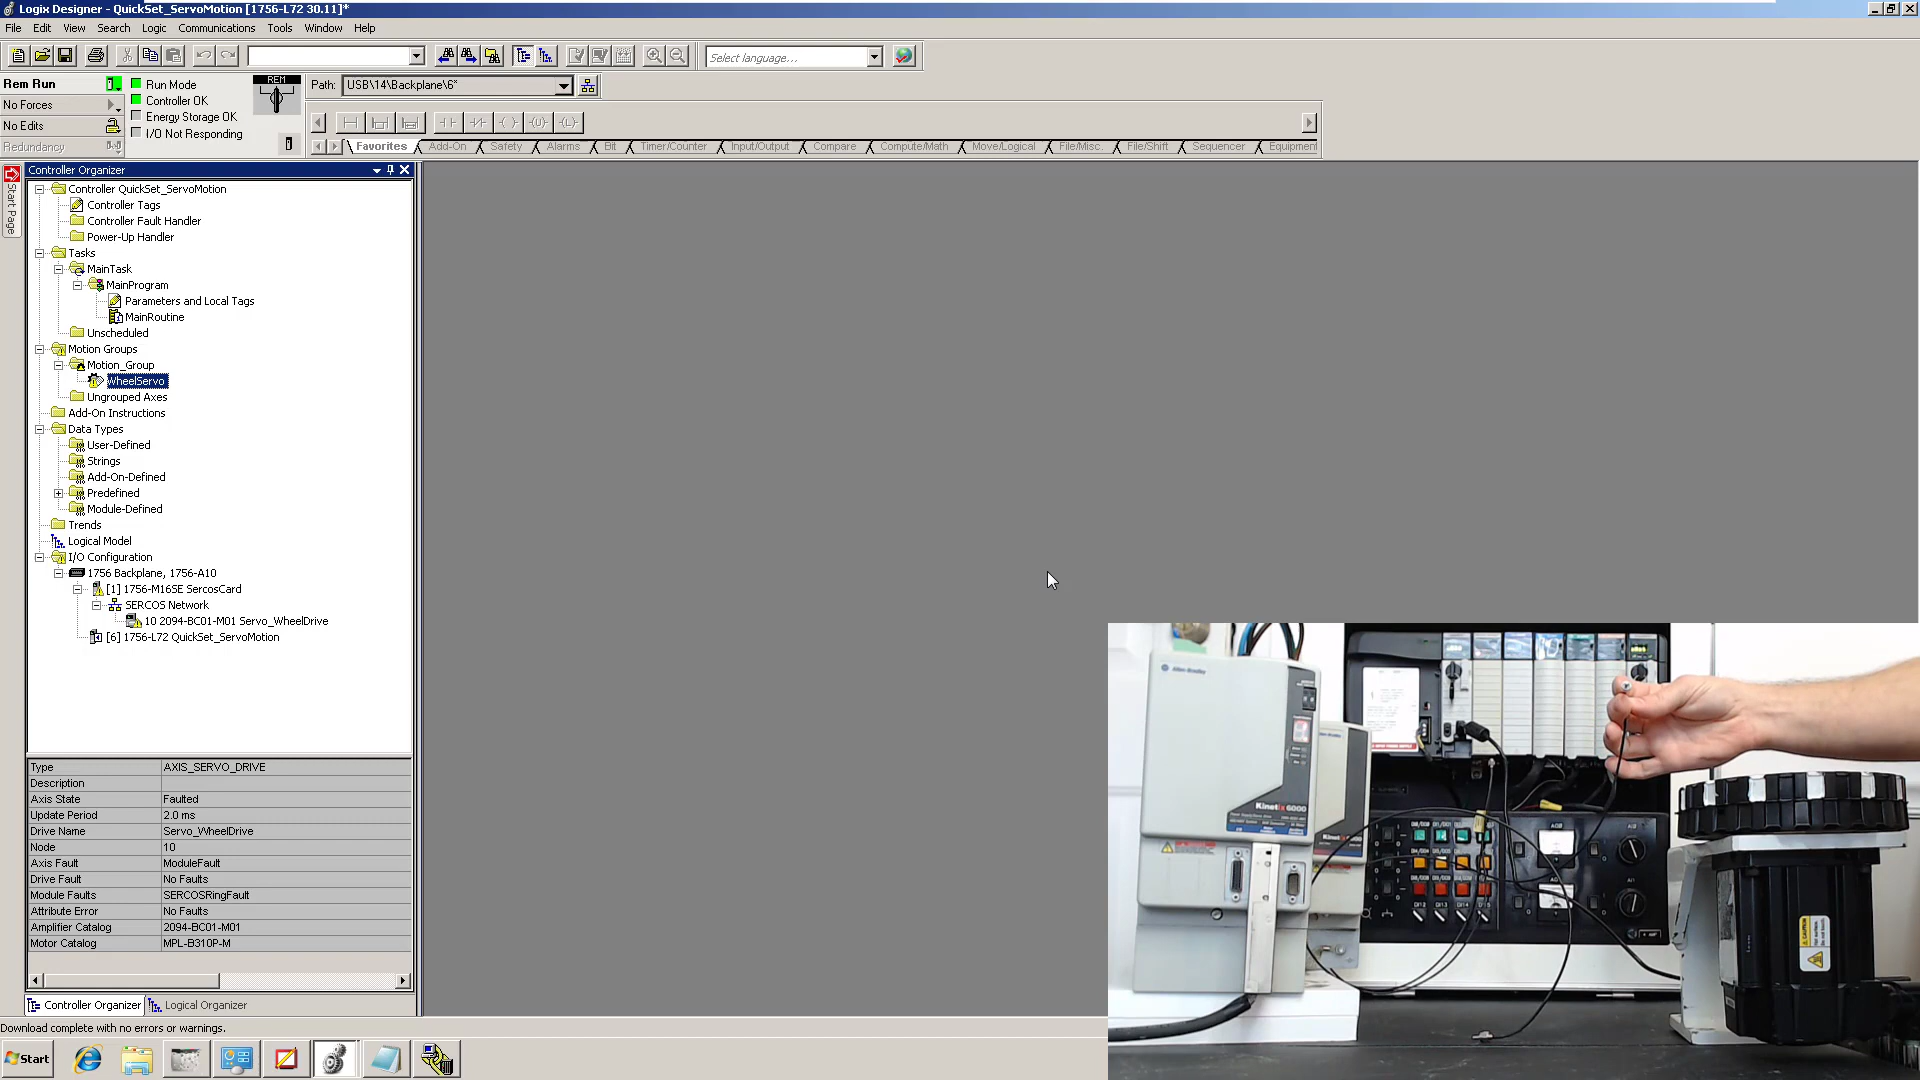 Logix Designer - QuickSet_ServoMotion [1756-L72 30.11]*
File Edit View Search Logic Communications Tools Window Help
Select language...
Rem Run
No Forces
No Edits
Redundancy
Run Mode
Controller OK
Energy Storage OK
I/O Not Responding
REM
Path: USB\14\Backplane\6*
Favorites Add-On Safety Alarms Bit Timer/Counter Input/Output Compare Compute/Math Move/Logical File/Misc. File/Shift Sequencer Equipment
Start Page
Controller Organizer
Controller QuickSet_ServoMotion
Controller Tags
Controller Fault Handler
Power-Up Handler
Tasks
MainTask
MainProgram
Parameters and Local Tags
MainRoutine
Unscheduled
Motion Groups
Motion_Group
WheelServo
Ungrouped Axes
Add-On Instructions
Data Types
User-Defined
Strings
Add-On-Defined
Predefined
Module-Defined
Trends
Logical Model
I/O Configuration
1756 Backplane, 1756-A10
[1] 1756-M16SE SercosCard
SERCOS Network
10 2094-BC01-M01 Servo_WheelDrive
[6] 1756-L72 QuickSet_ServoMotion
Type AXIS_SERVO_DRIVE
Description
Axis State Faulted
Update Period 2.0 ms
Drive Name Servo_WheelDrive
Node 10
Axis Fault ModuleFault
Drive Fault No Faults
Module Faults SERCOSRingFault
Attribute Error No Faults
Amplifier Catalog 2094-BC01-M01
Motor Catalog MPL-B310P-M
Controller Organizer Logical Organizer
Download complete with no errors or warnings.
Start
Allen-Bradley
Kinetix 6000